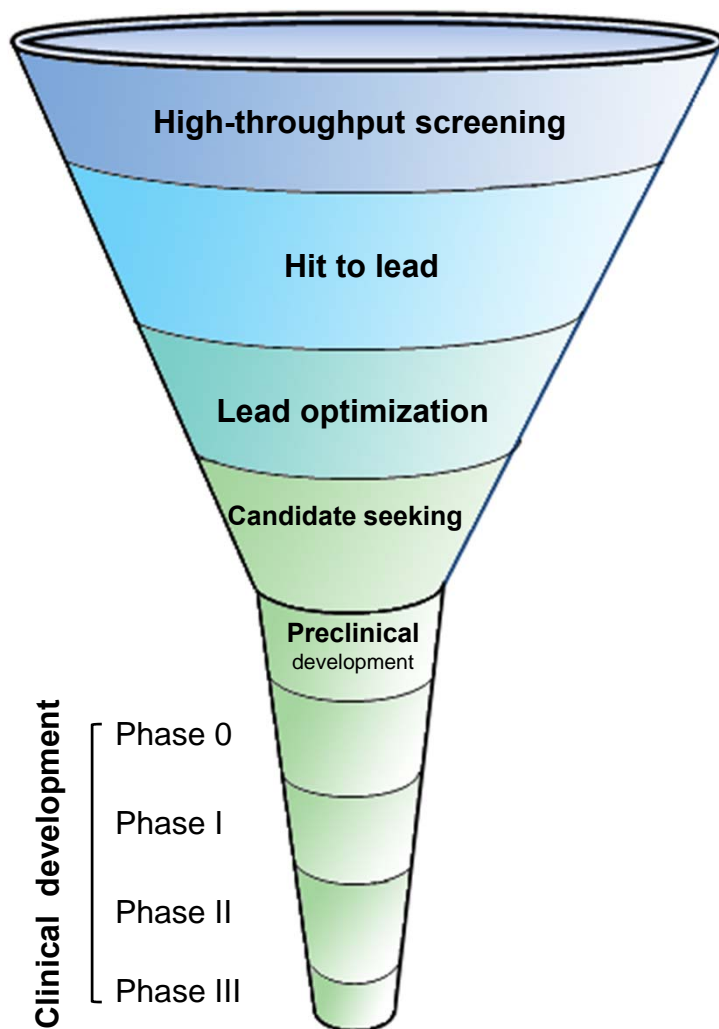 High-throughput screening
Hit to lead
Lead optimization
Candidate seeking
Preclinical
development
Clinical development
Phase 0
Phase I
Phase II
Phase III